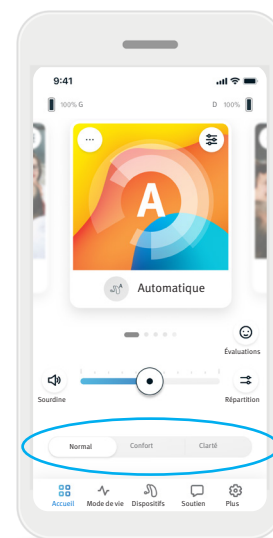 9:41
100% G D 100%
A
A
Automatique
Évaluations
Sourdine Répartition
Normal Confort Clarté
Accueil Mode de vie Dispositifs Soutien Plus